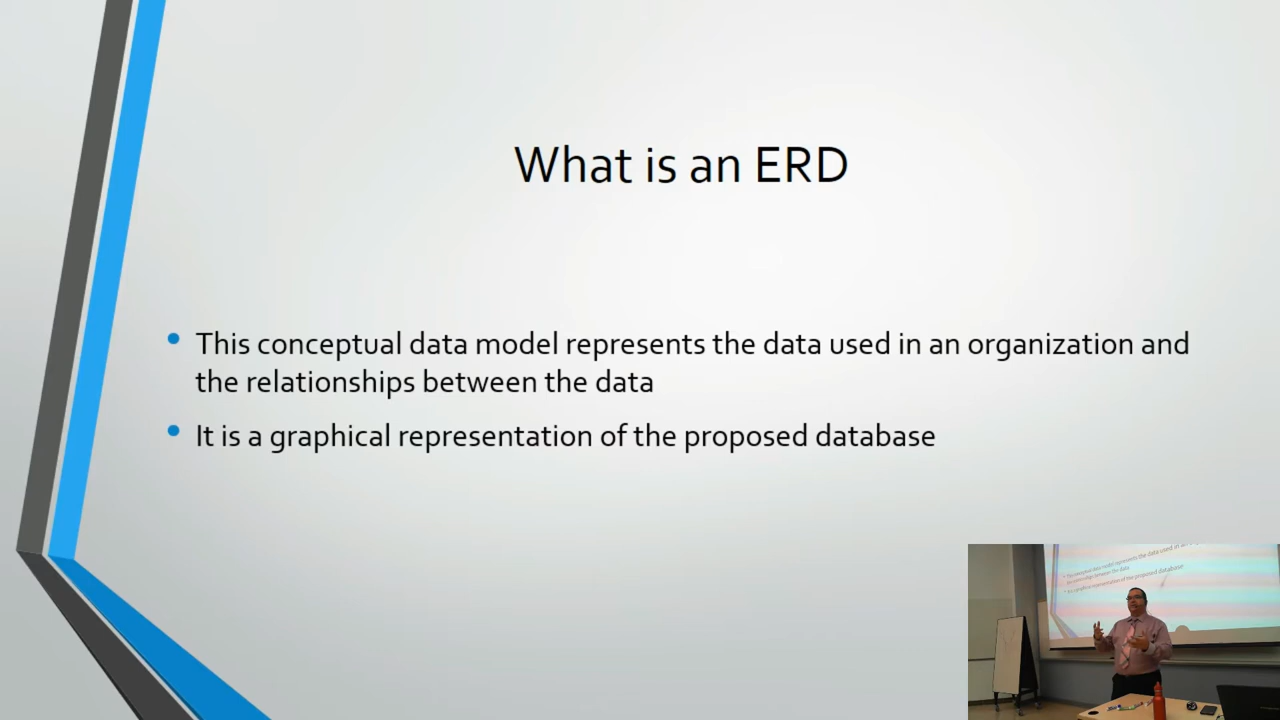 What is an ERD
• This conceptual data model represents the data used in an organization and
the relationships between the data
• It is a graphical representation of the proposed database